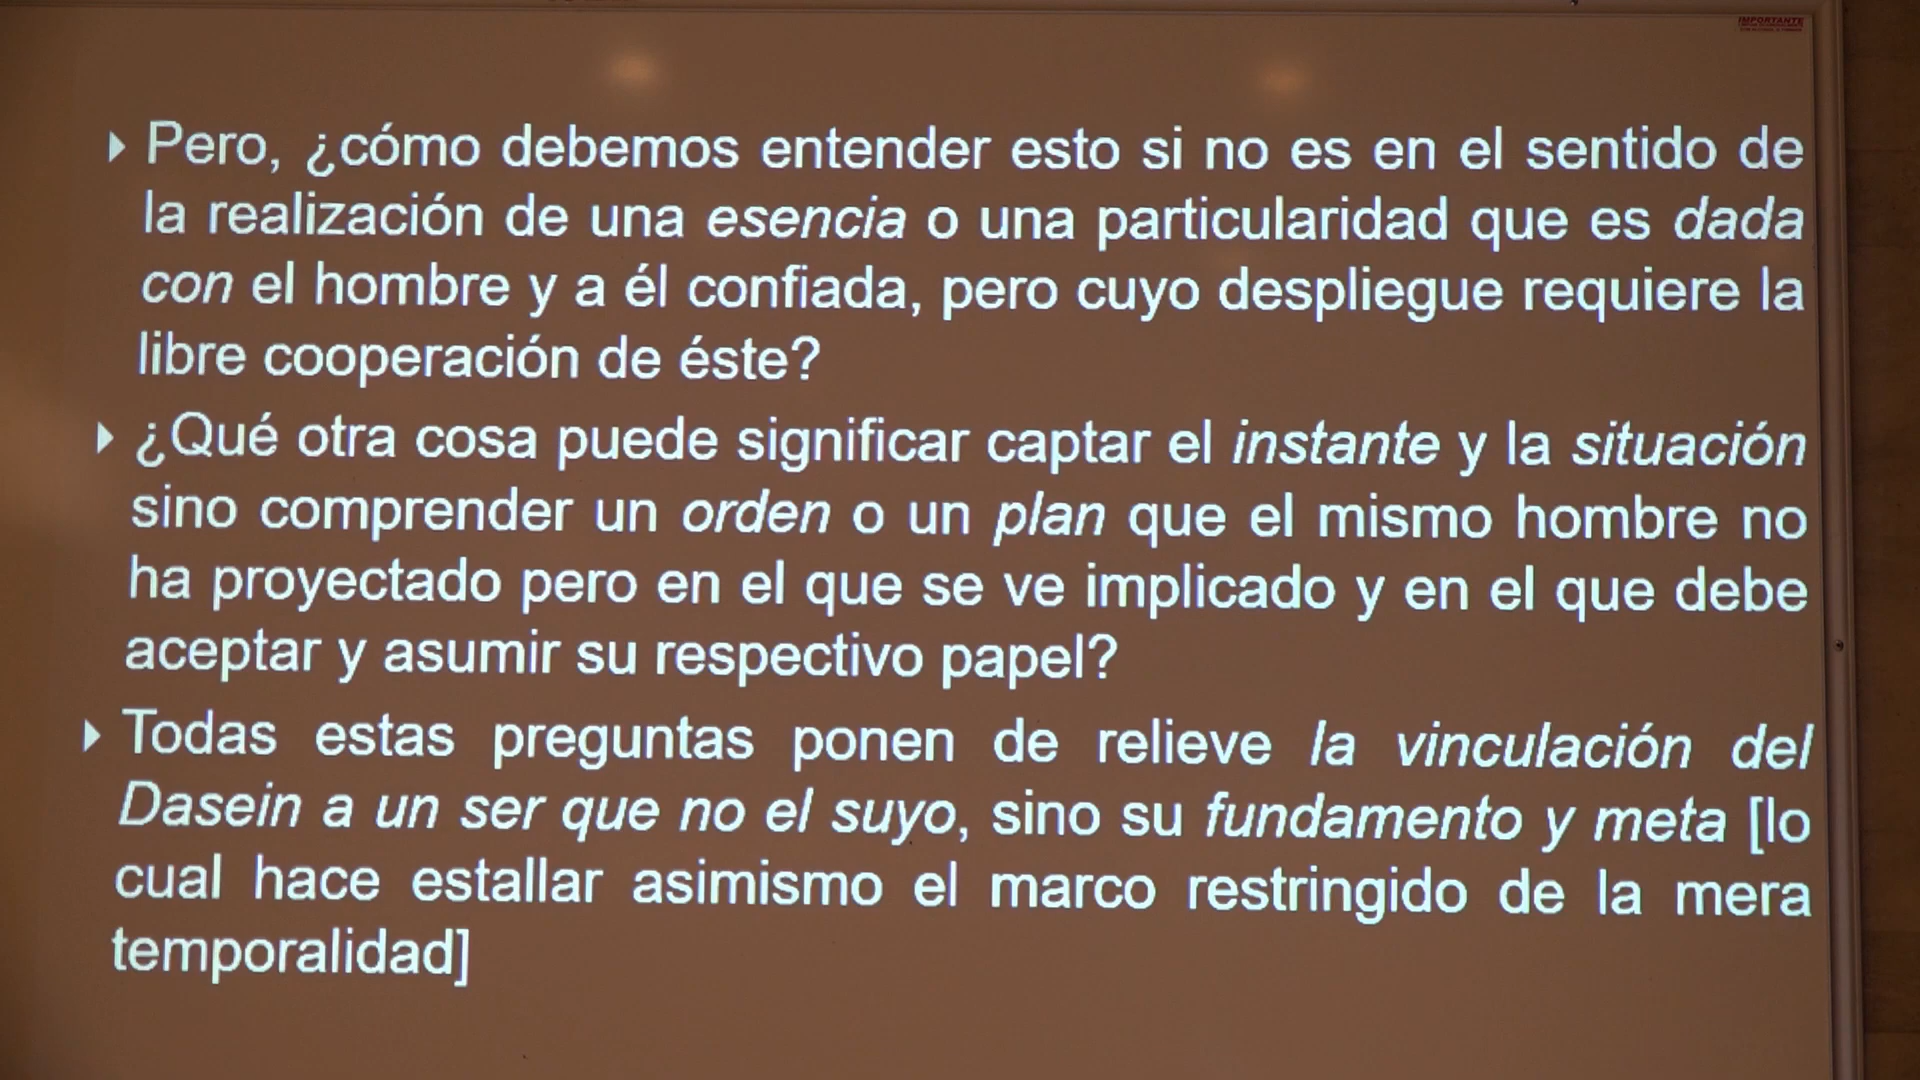 IMPORTANTE
Pero, ¿cómo debemos entender esto si no es en el sentido de
la realización de una esencia o una particularidad que es dada
con el hombre y a él confiada, pero cuyo despliegue requiere la
libre cooperación de éste?
¿Qué otra cosa puede significar captar el instante y la situación
sino comprender un orden o un plan que el mismo hombre no
ha proyectado pero en el que se ve implicado y en el que debe
aceptar y asumir su respectivo papel?
Todas estas preguntas ponen de relieve la vinculación del
Dasein a un ser que no el suyo, sino su fundamento y meta [lo
cual hace estallar asimismo el marco restringido de la mera
temporalidad]